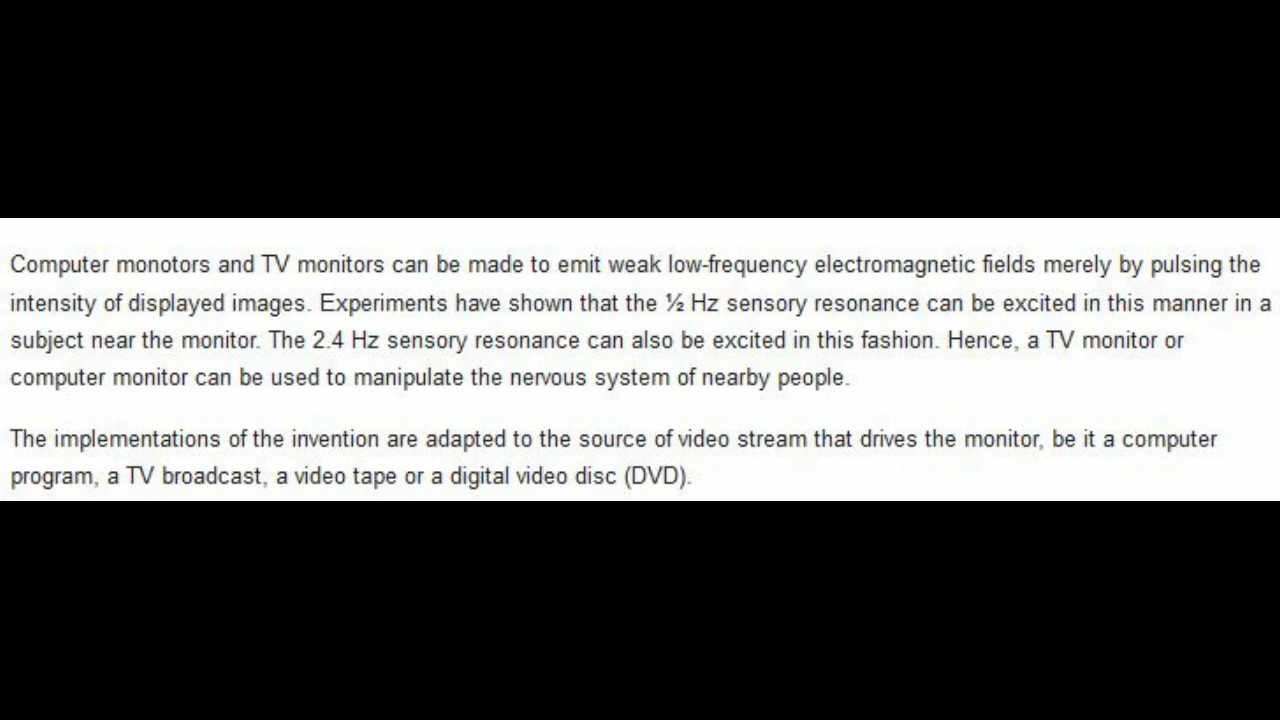 Computer monotors and TV monitors can be made to emit weak low-frequency electromagnetic fields merely by pulsing the
intensity of displayed images. Experiments have shown that the ½ Hz sensory resonance can be excited in this manner in a
subject near the monitor. The 2.4 Hz sensory resonance can also be excited in this fashion. Hence, a TV monitor or
computer monitor can be used to manipulate the nervous system of nearby people.
The implementations of the invention are adapted to the source of video stream that drives the monitor, be it a computer
program, a TV broadcast, a video tape or a digital video disc (DVD).